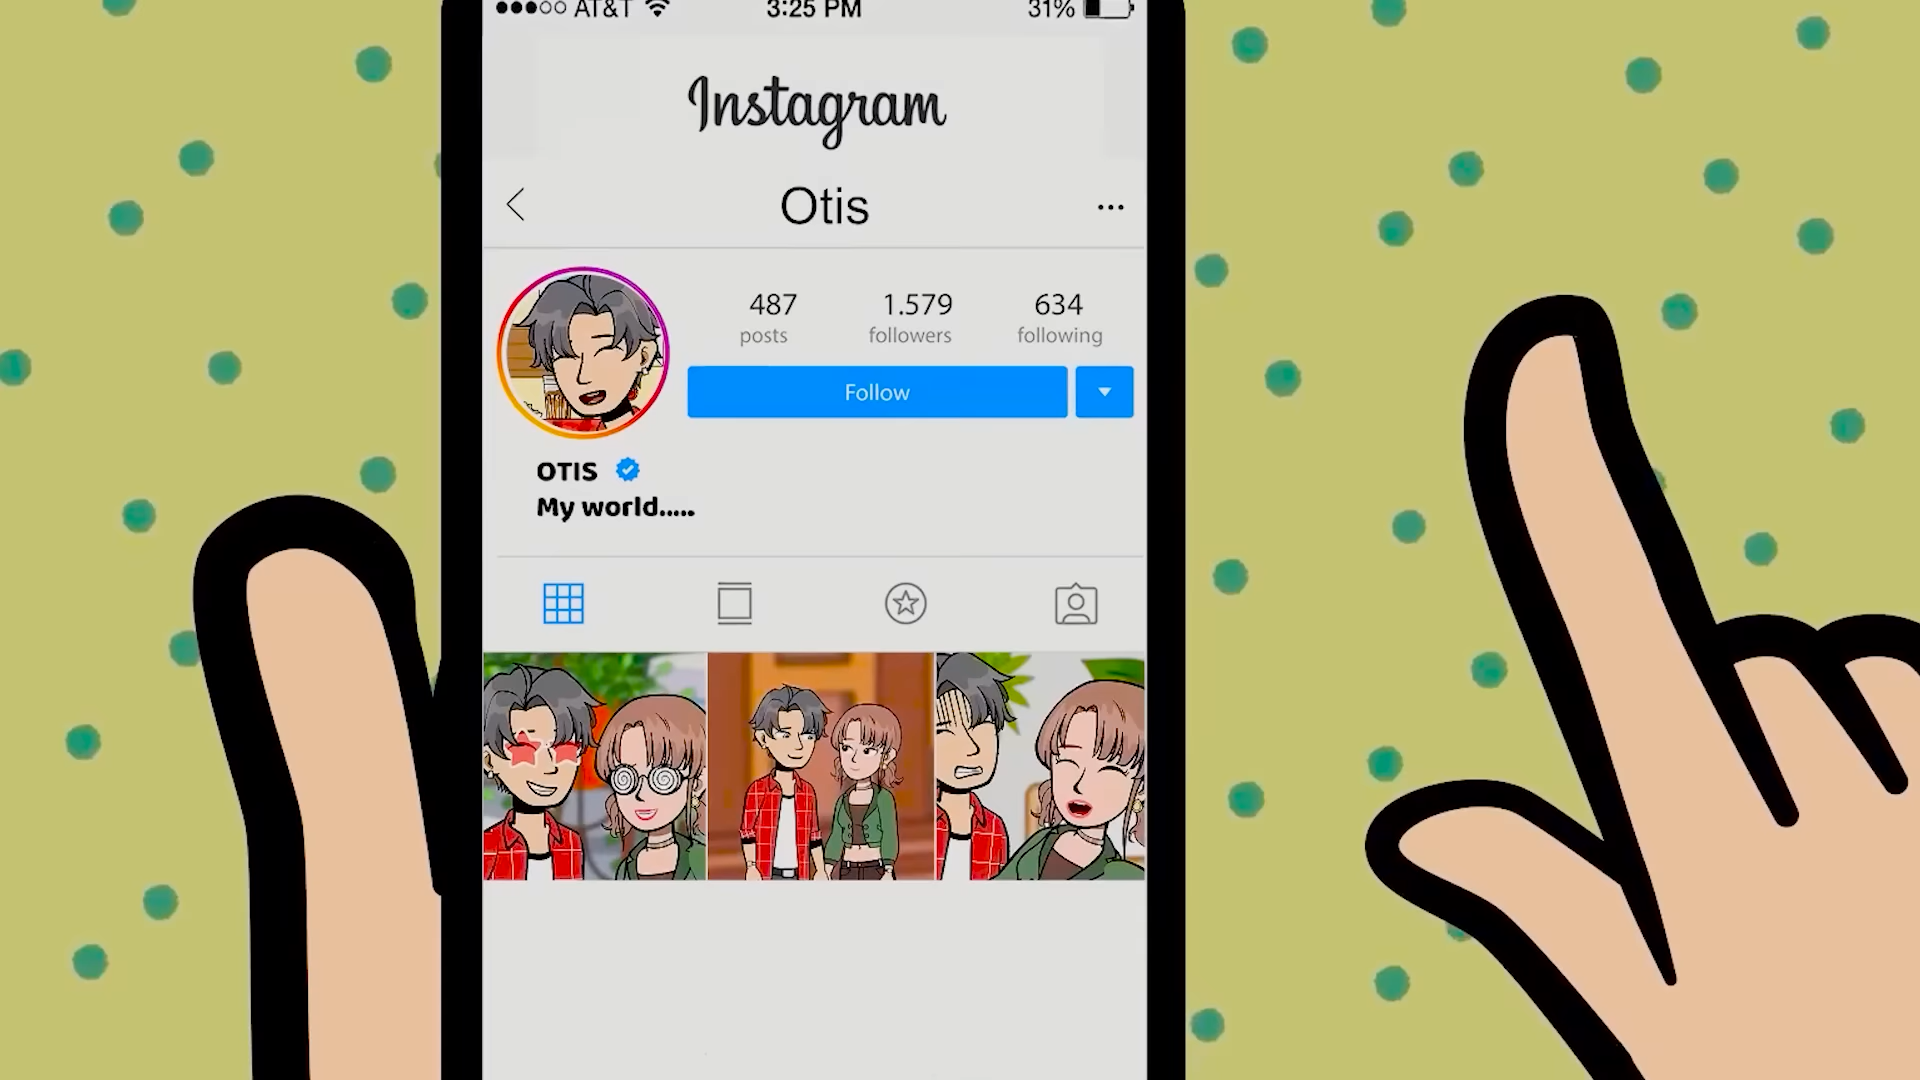 AT&T 3:25 PM 31%
Instagram
Otis
487 1.579 634
posts followers following
Follow
OTIS
My world.....